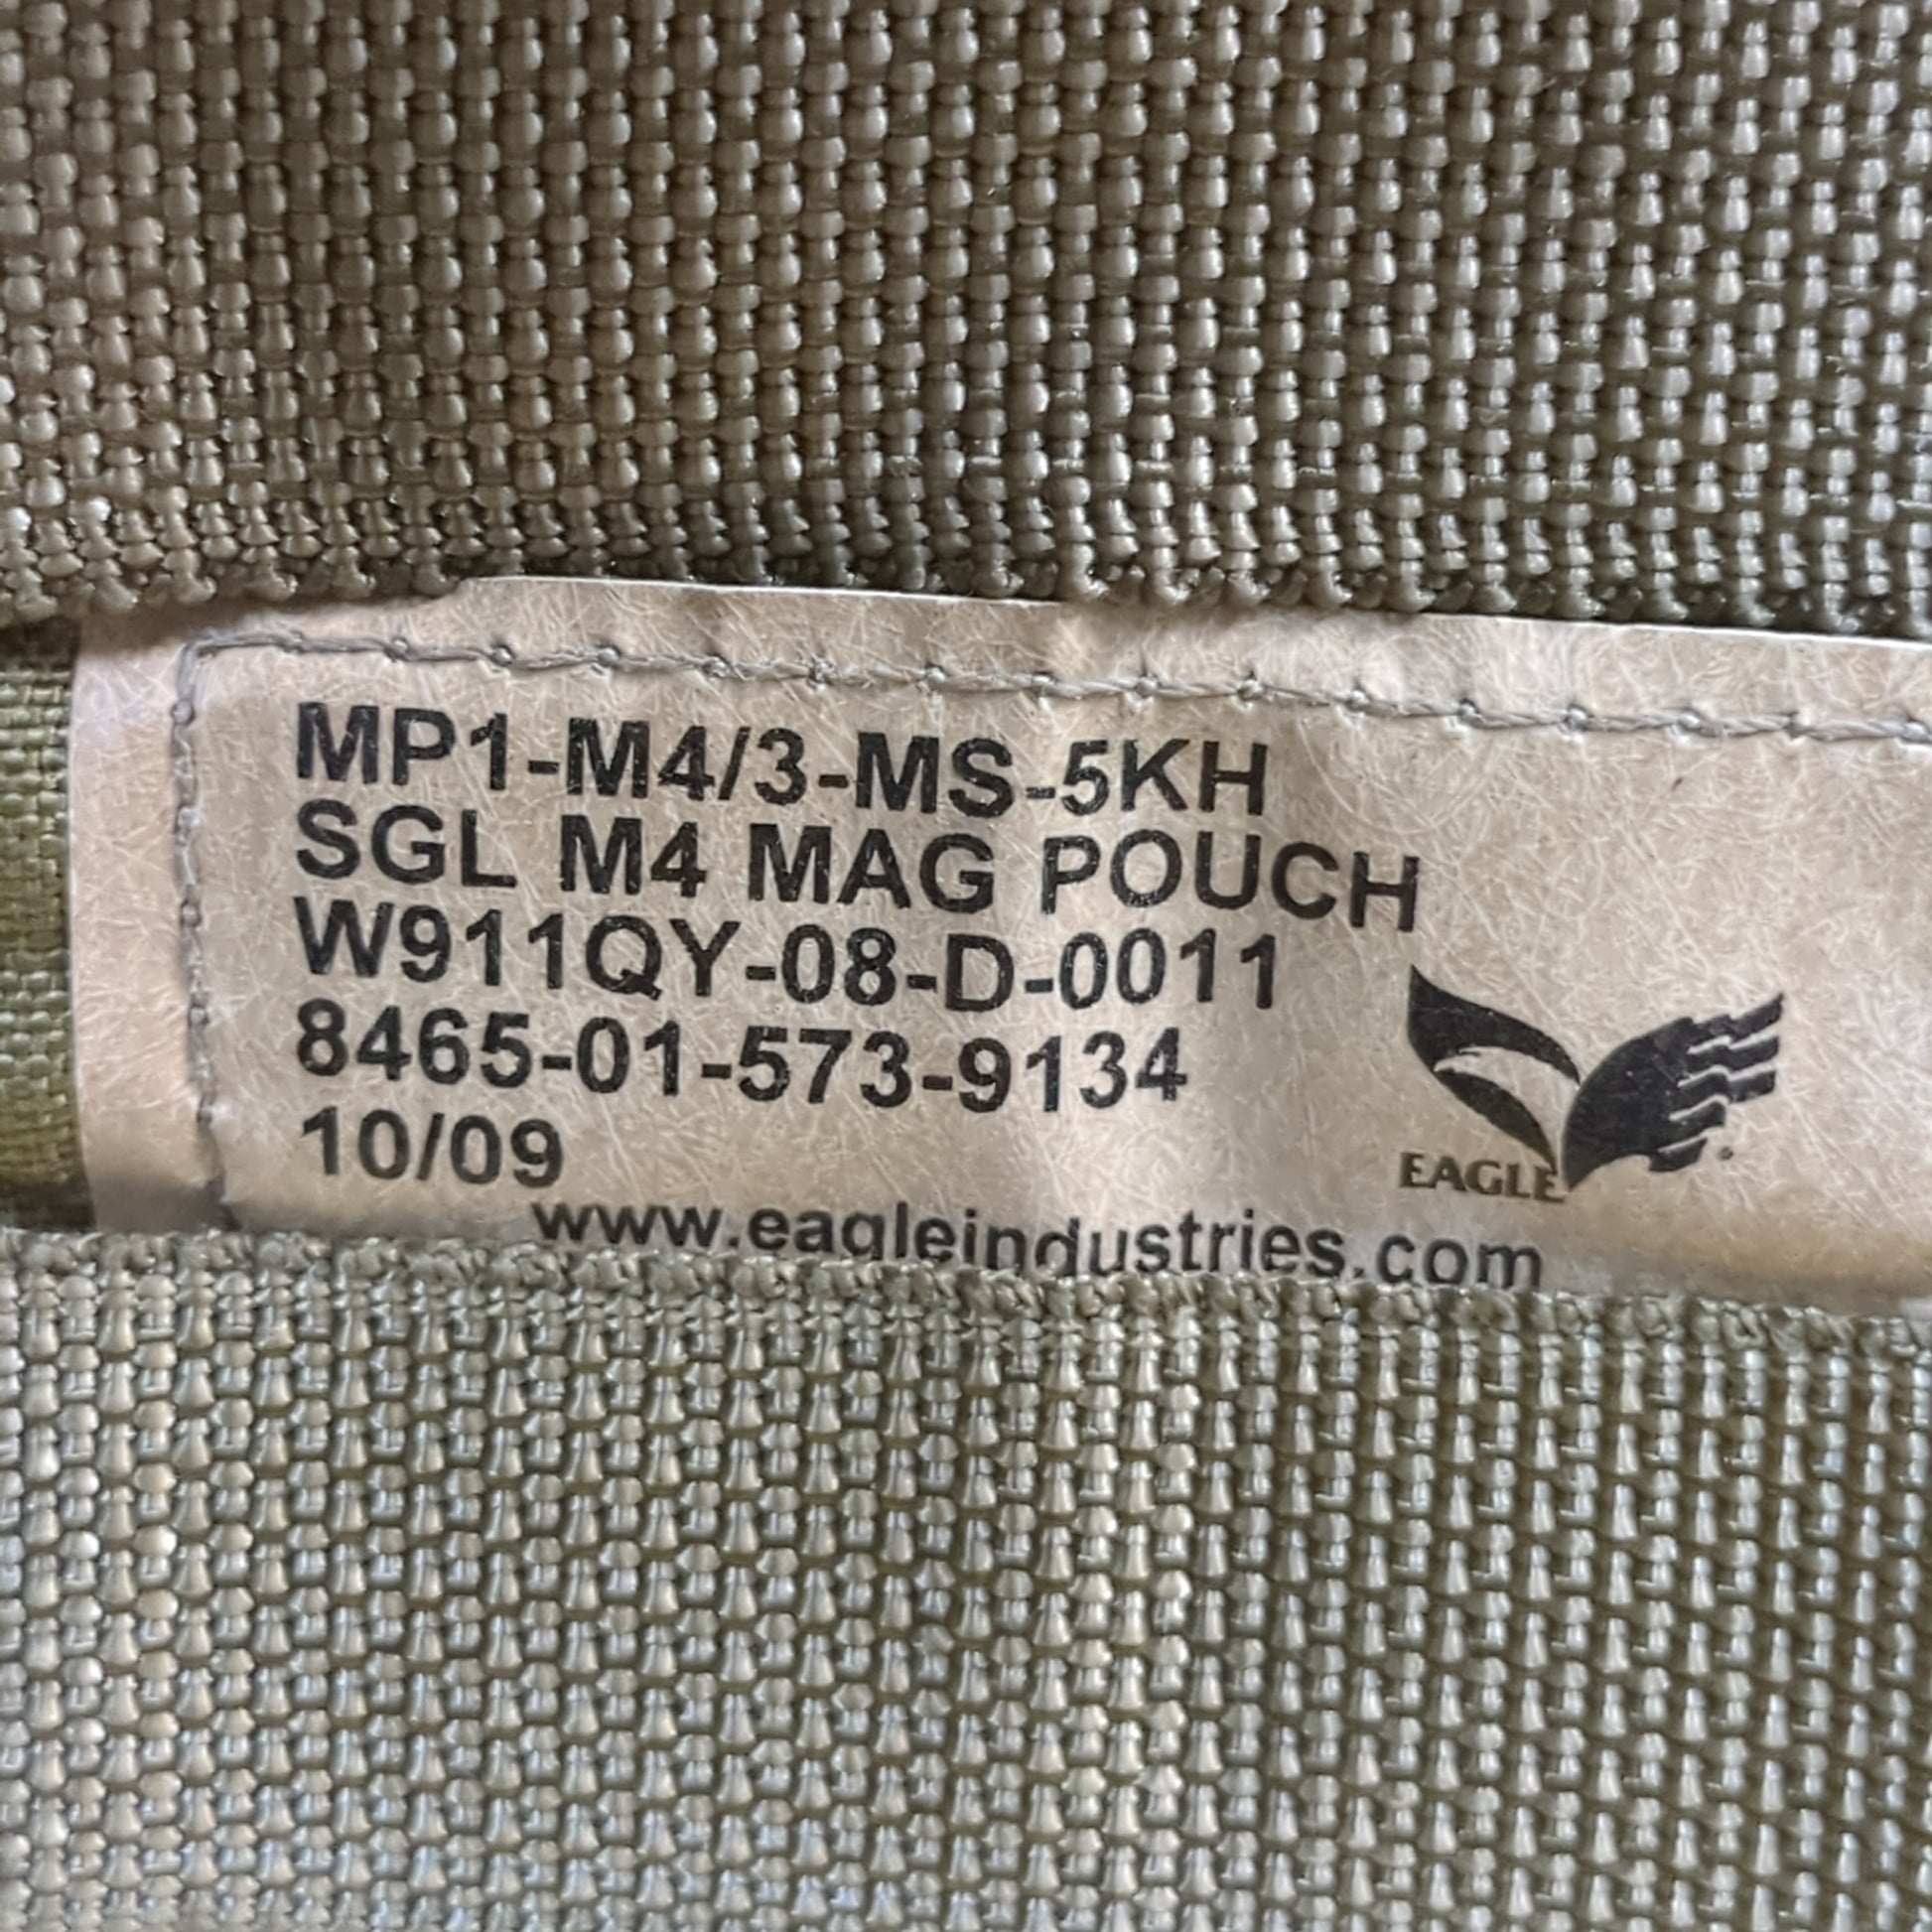 MP1-M4/3-MS-5KH
SGL M4 MAG POUCH
W911QY-08-D-0011
8465-01-573-9134
10/09
EAGLE
www.eagleindustries.com